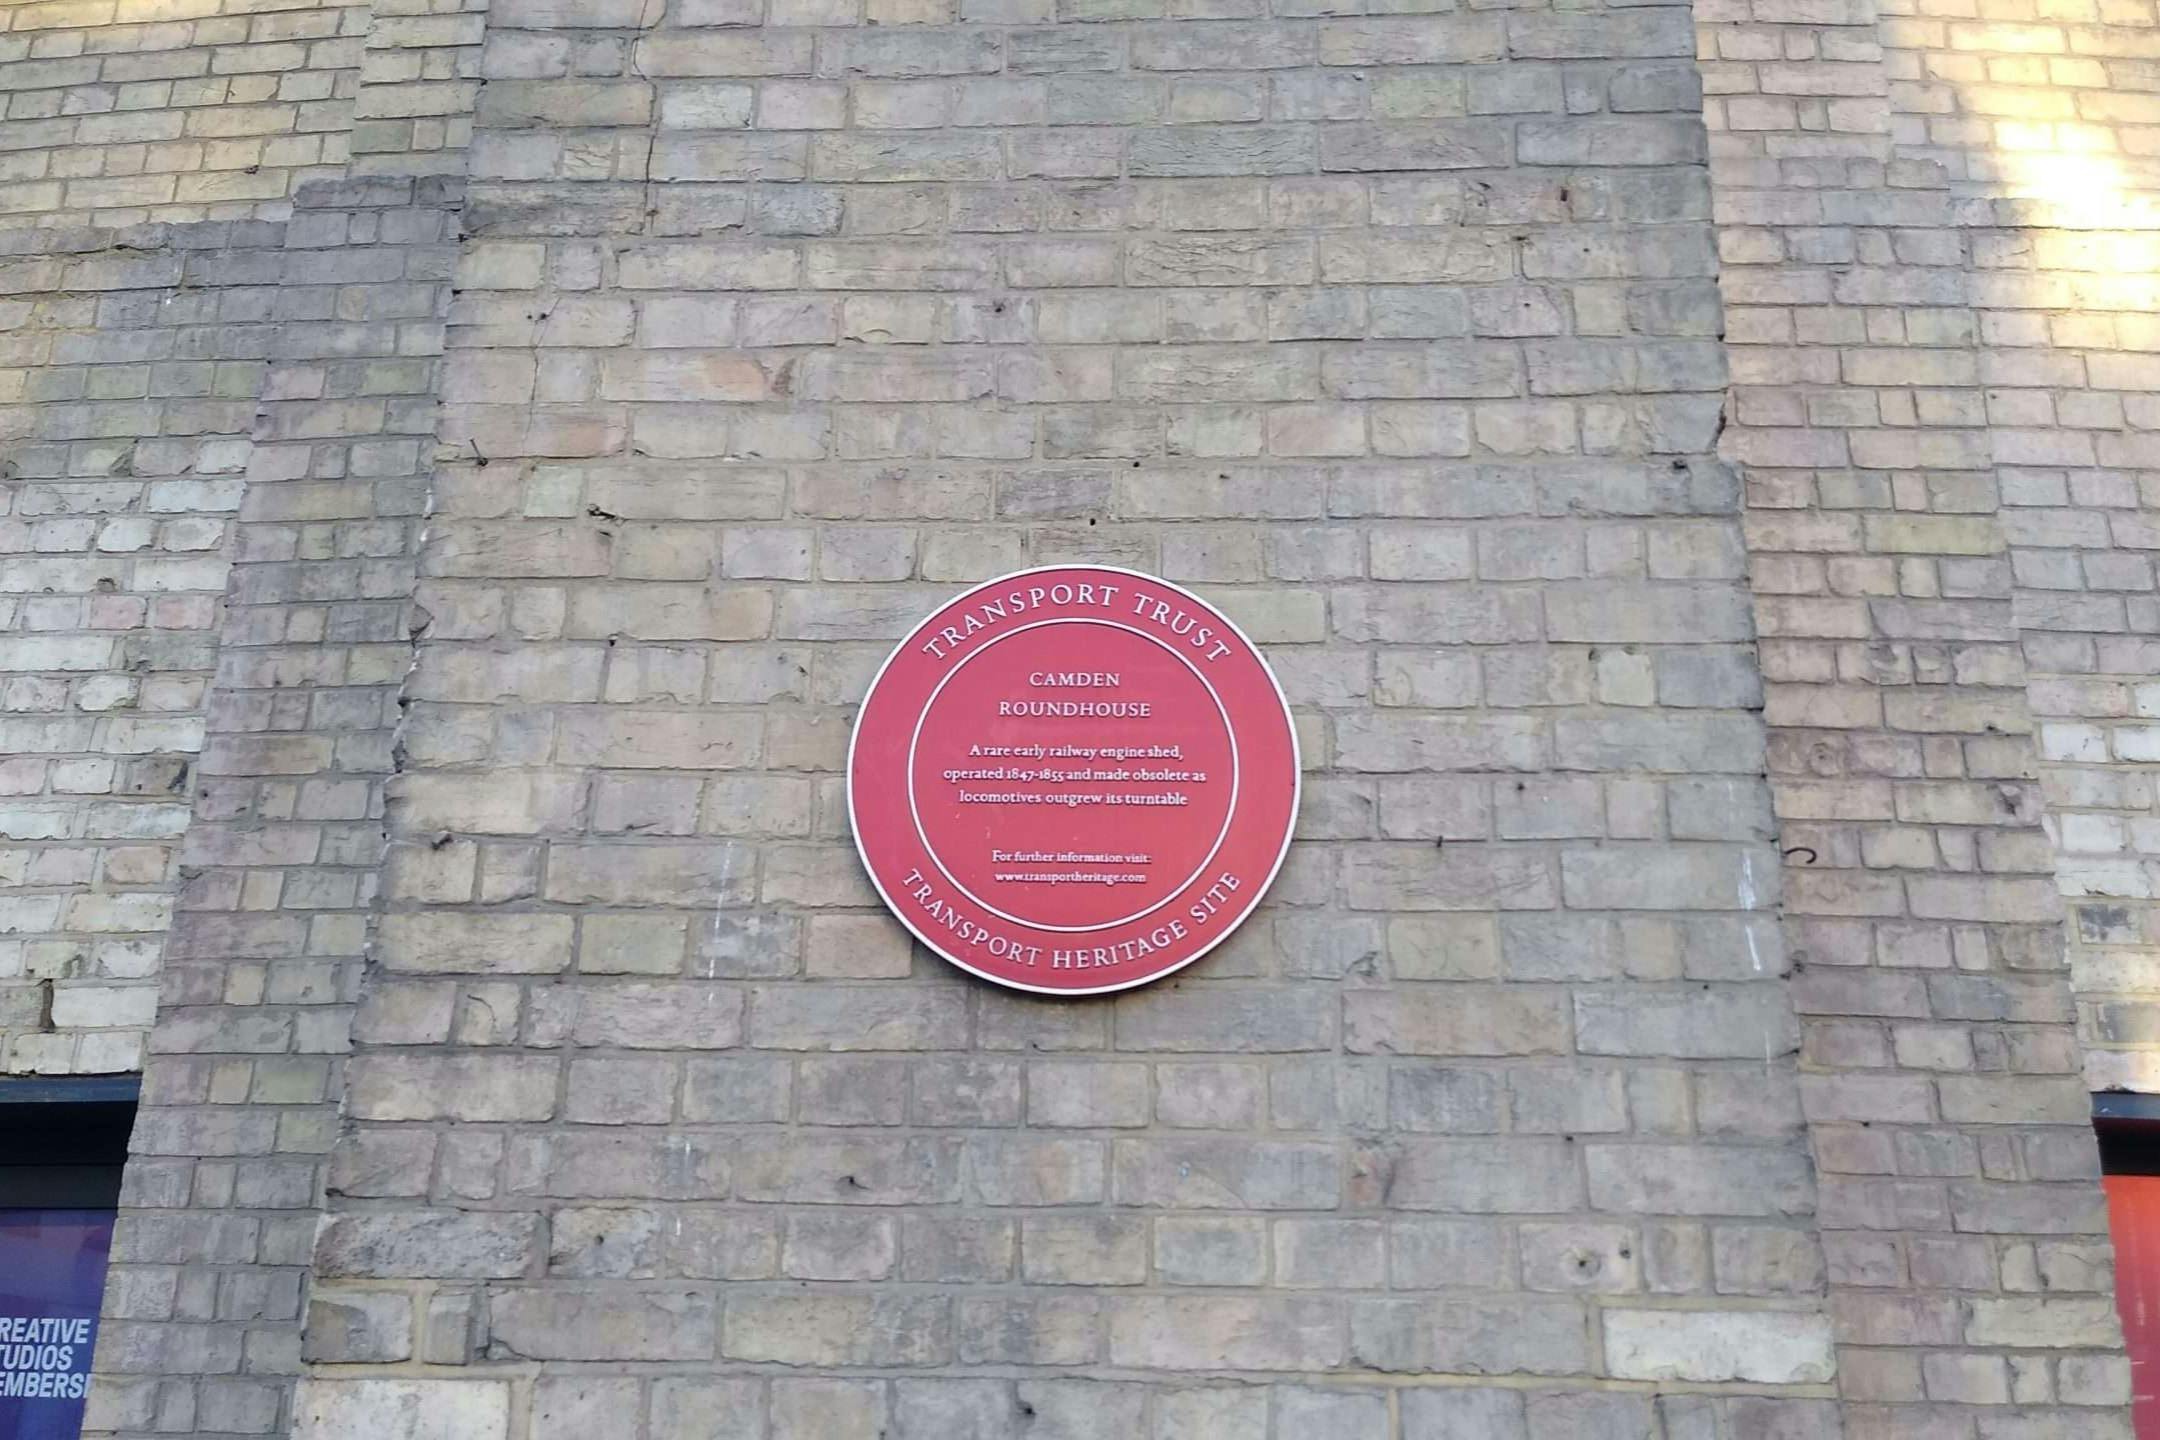 TRANSPORT TRUST
CAMDEN
ROUNDHOUSE
A rare early railway engine shed,
operated 1847-1855 and made obsolete as
locomotives outgrew its turntable
For further information visit:
www.transportheritage.com
TRANSPORT HERITAGE SITE
REATIVE
TUDIOS
EMBERS